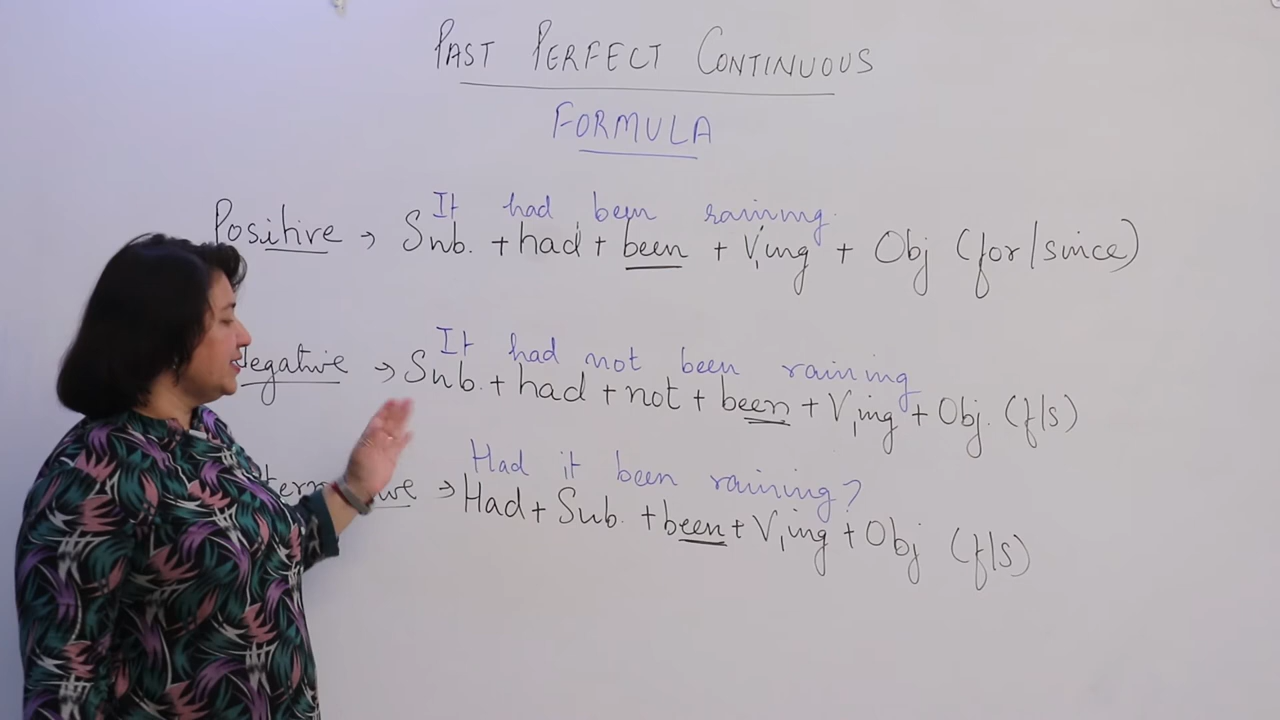 PAST PERFECT CONTINUOUS
FORMULA
It had been raining.
Positive → Sub. + had + been + V₁ing + Obj (for/since)
It had not been raining
Negative → Sub. + had + not + been + V₁ing + Obj. (f/s)
Had it been raining?
→ Had + Sub. + been + V₁ing + Obj (f/s)